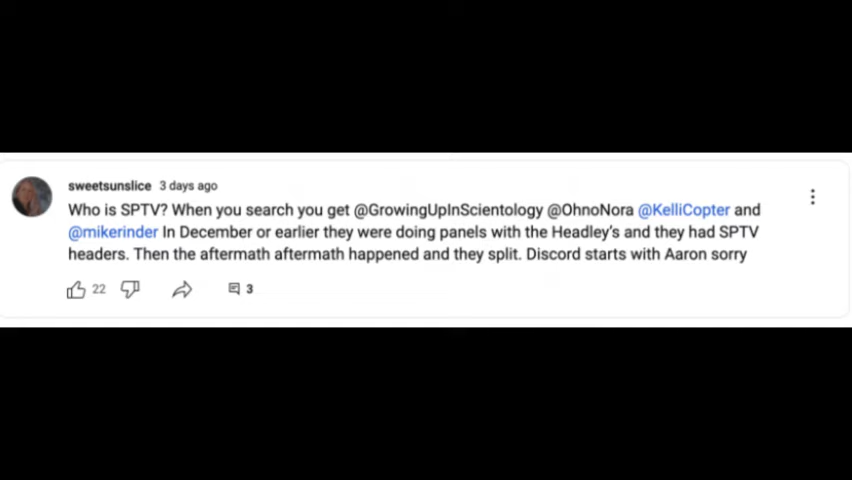 sweetsunslice 3 days ago
Who is SPTV? When you search you get @GrowingUpInScientology @OhnoNora @KelliCopter and
@mikerinder In December or earlier they were doing panels with the Headley's and they had SPTV
headers. Then the aftermath aftermath happened and they split. Discord starts with Aaron sorry
22 3